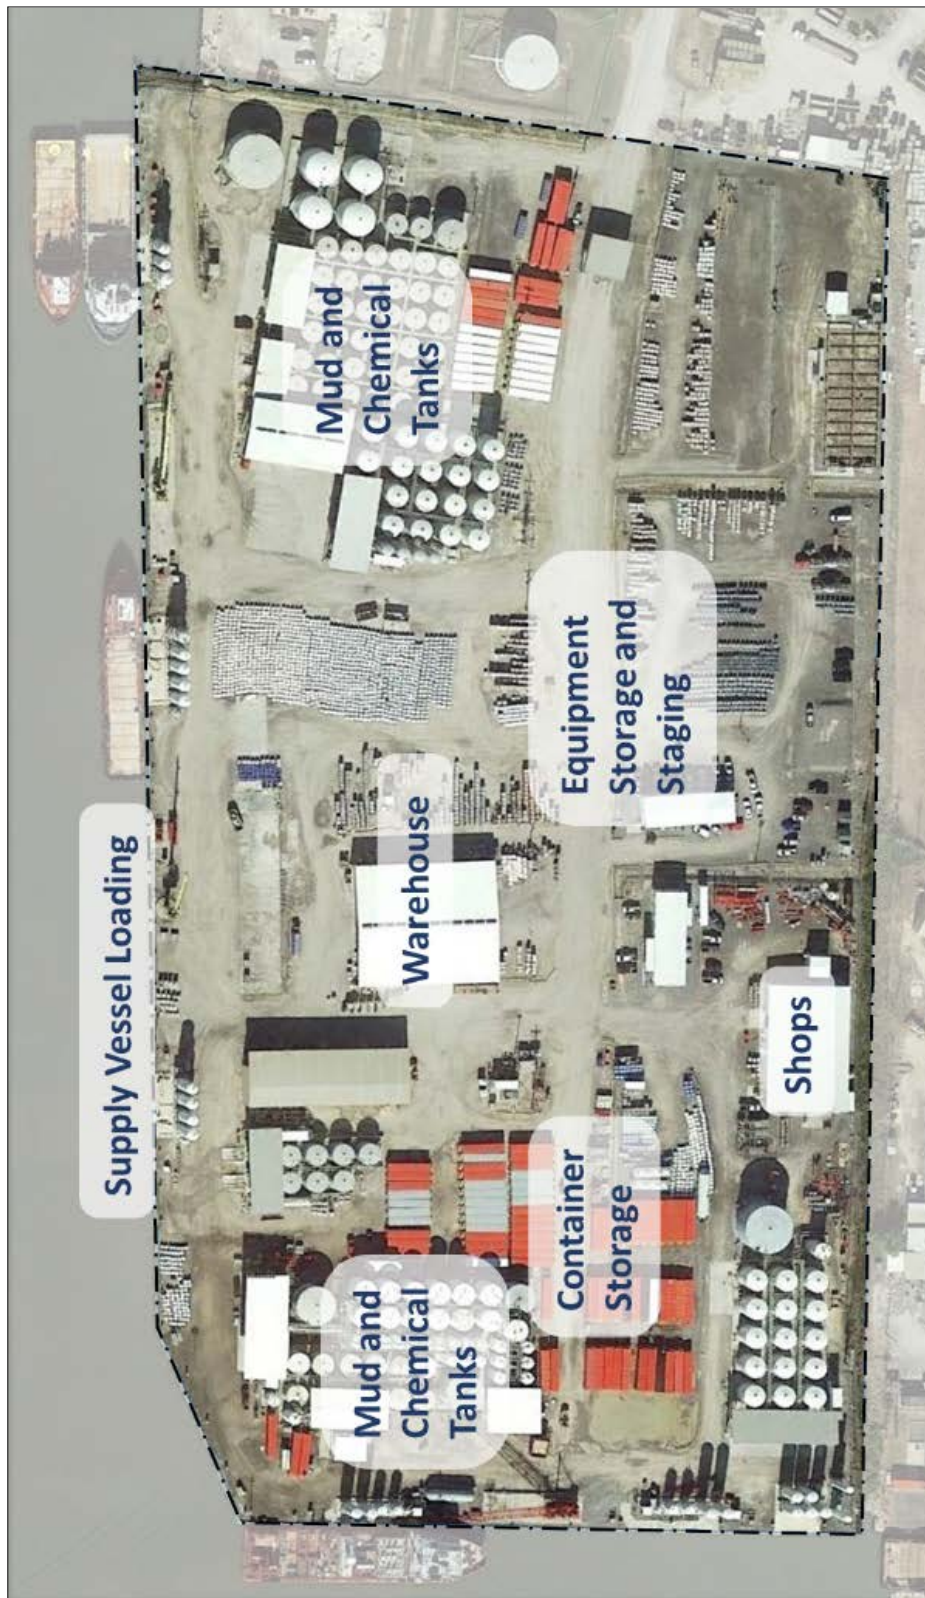 Supply Vessel Loading
Mud and
Chemical
Tanks
Warehouse
Mud and
Chemical
Tanks
Container
Storage
Equipment
Storage and
Staging
Shops